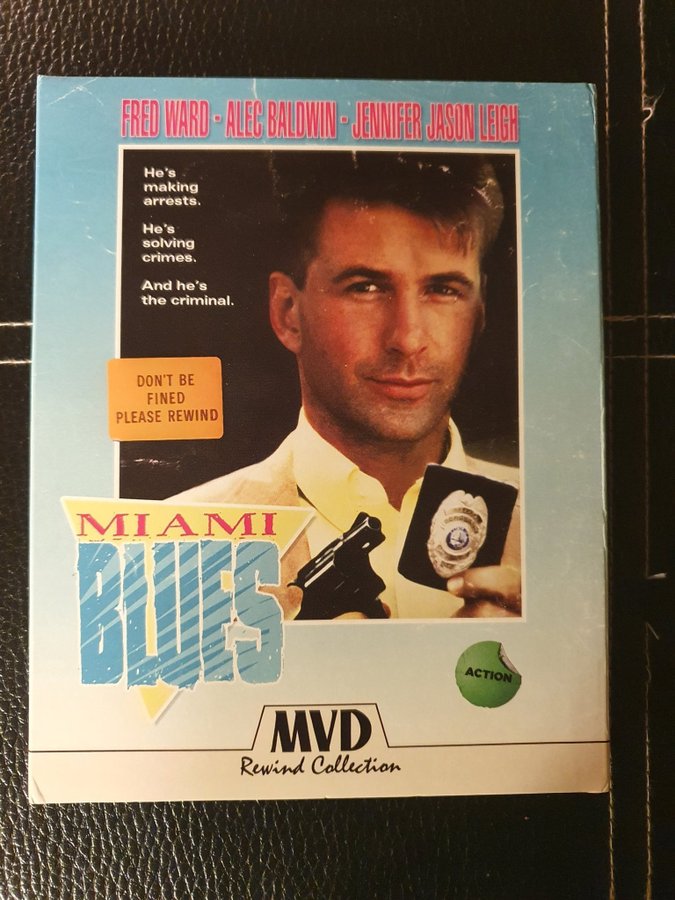 FRED WARD • ALEC BALDWIN • JENNIFER JASON LEIGH
He's
making
arrests.
He's
solving
crimes.
And he's
the criminal.
DON'T BE
FINED
PLEASE REWIND
MIAMI
BLUES
ACTION
MVD
Rewind Collection